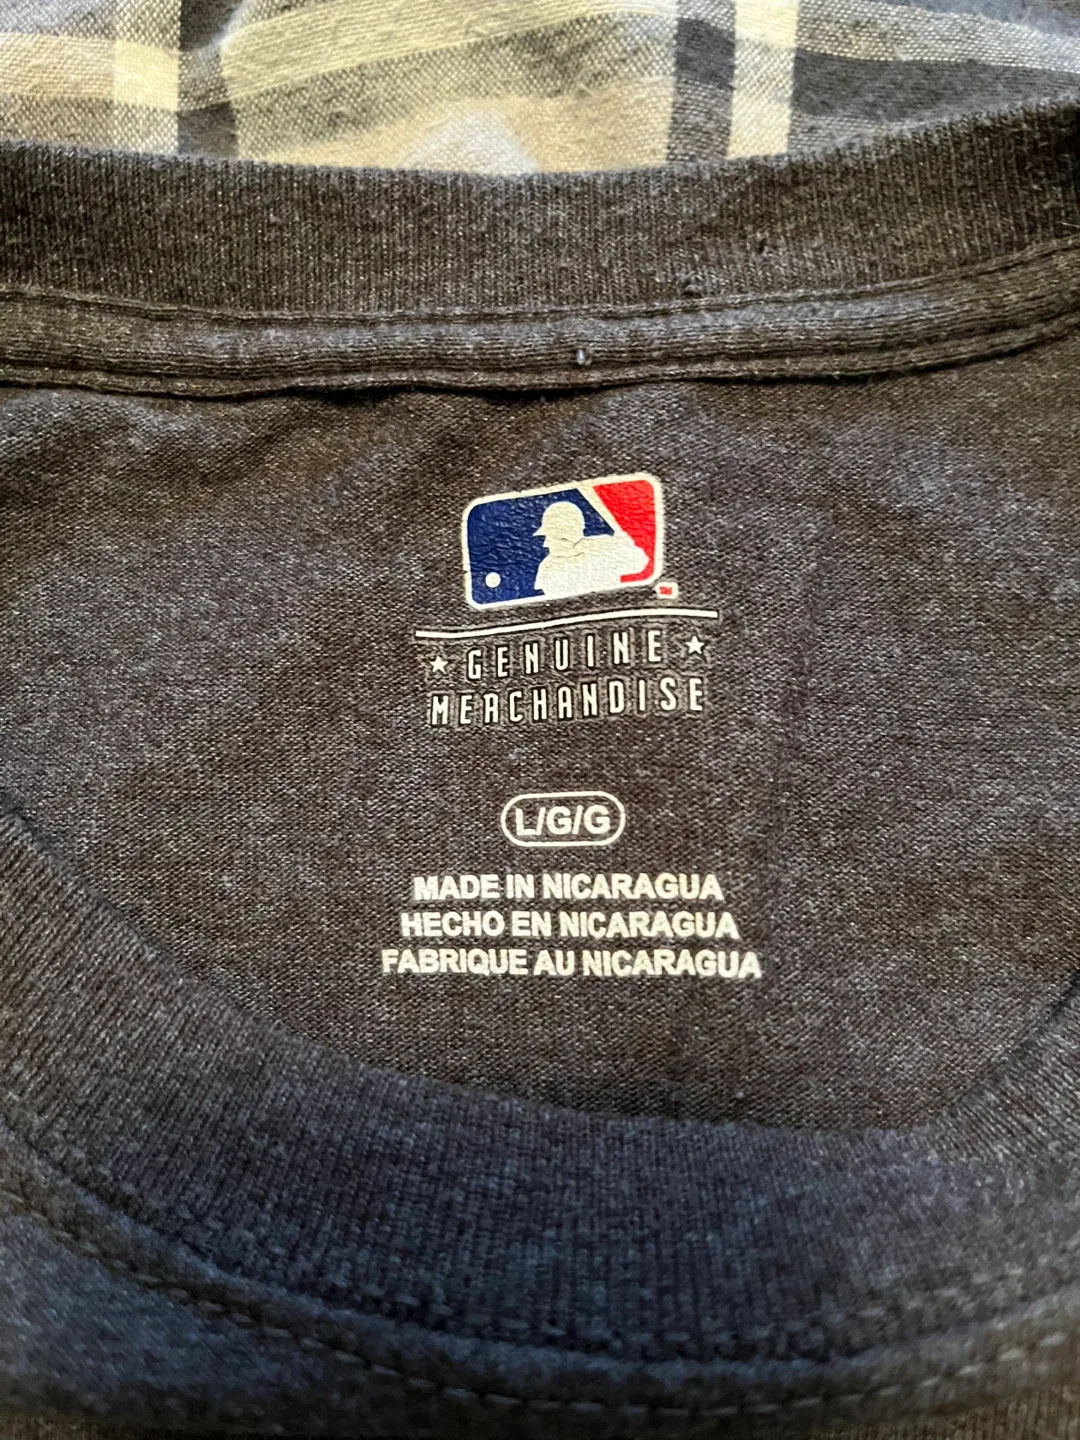 GENUINE
MERCHANDISE
L/G/G
MADE IN NICARAGUA
HECHO EN NICARAGUA
FABRIQUE AU NICARAGUA